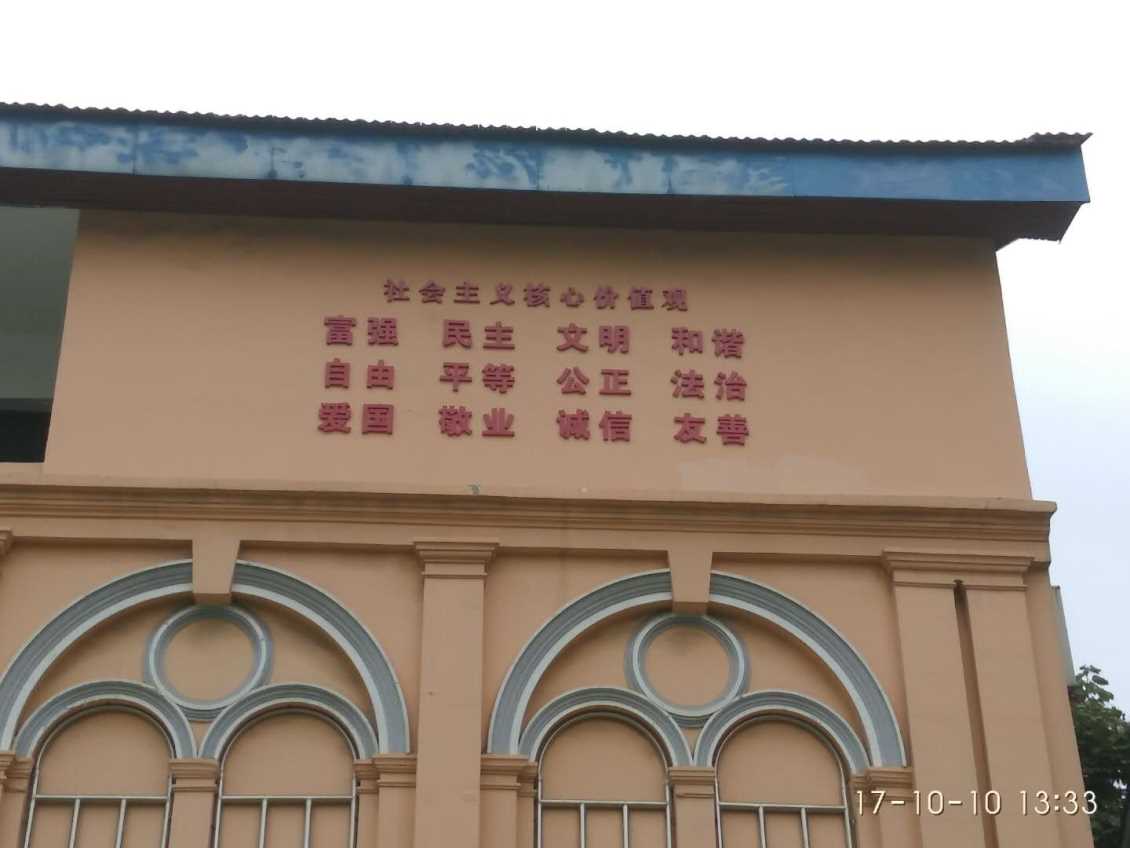 社会主义核心价值观
富强 民主 文明 和谐
自由 平等 公正 法治
爱国 敬业 诚信 友善
17-10-10 13:33